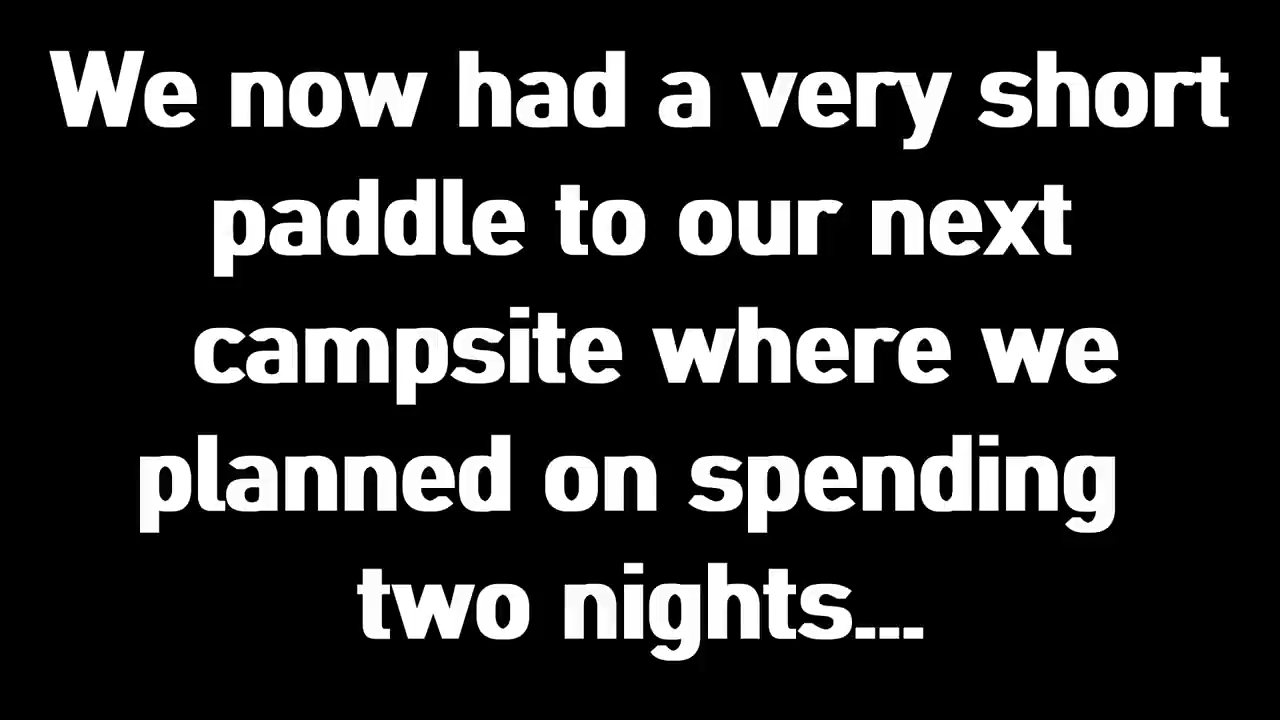 We now had a very short
paddle to our next
campsite where we
planned on spending
two nights...